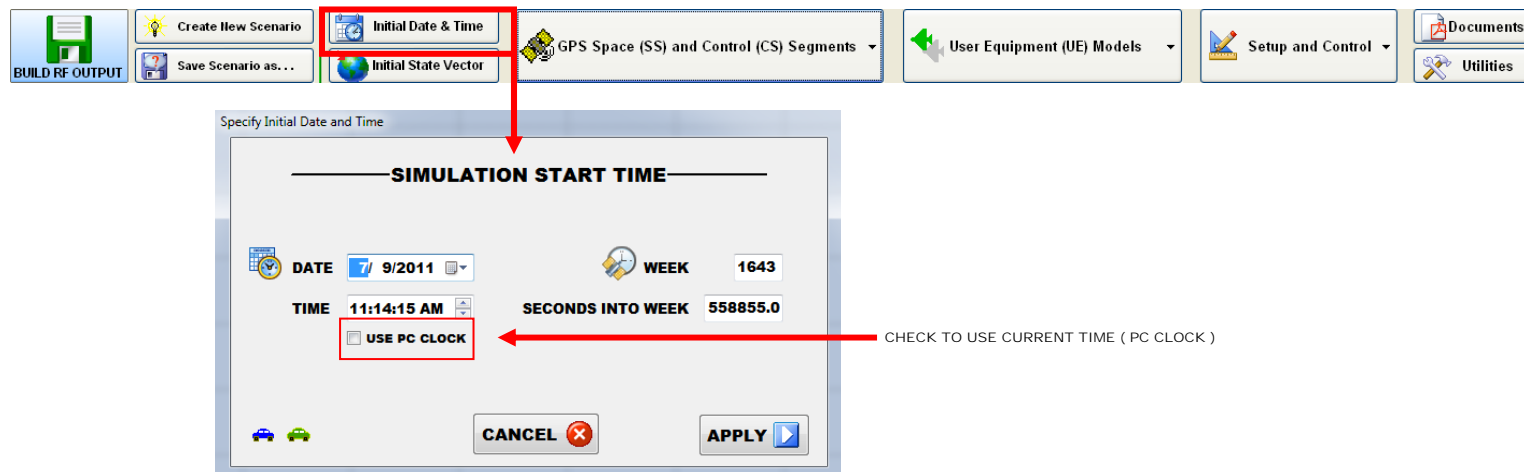 BUILD RF OUTPUT
Create New Scenario
Save Scenario as...
Initial Date & Time
Initial State Vector
GPS Space (SS) and Control (CS) Segments
User Equipment (UE) Models
Setup and Control
Documents
Utilities
Specify Initial Date and Time
SIMULATION START TIME
DATE 7/ 9/2011 WEEK 1643
TIME 11:14:15 AM SECONDS INTO WEEK 558855.0
USE PC CLOCK
CHECK TO USE CURRENT TIME ( PC CLOCK )
CANCEL APPLY